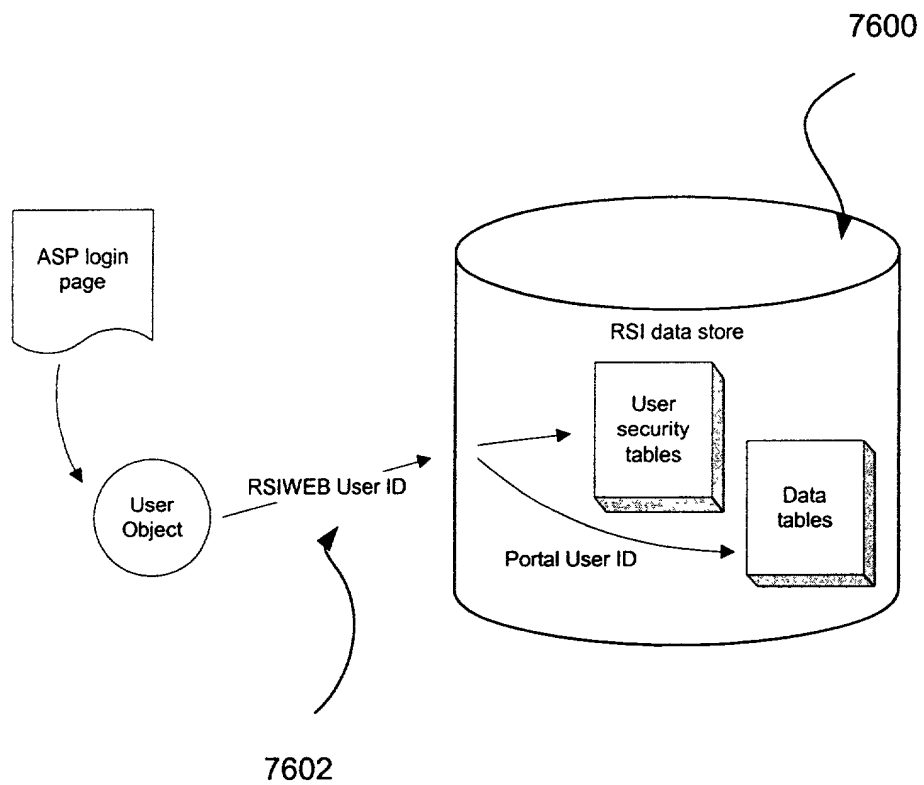 7600
ASP login
page
RSI data store
User
security
tables
RSIWEB User ID
User
Object
Data
tables
Portal User ID
7602